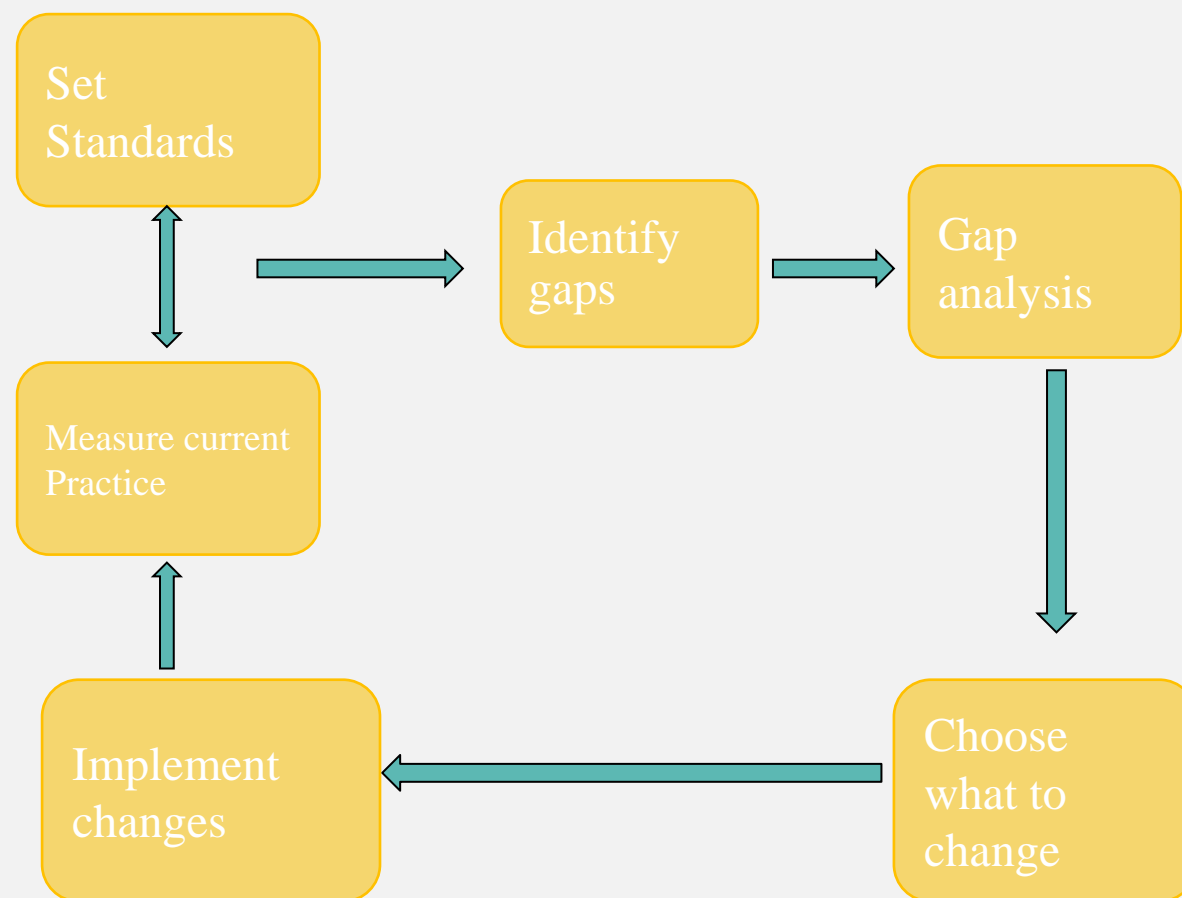 Set
Standards
Identify
gaps
Gap
analysis
Measure current
Practice
Implement
changes
Choose
what to
change